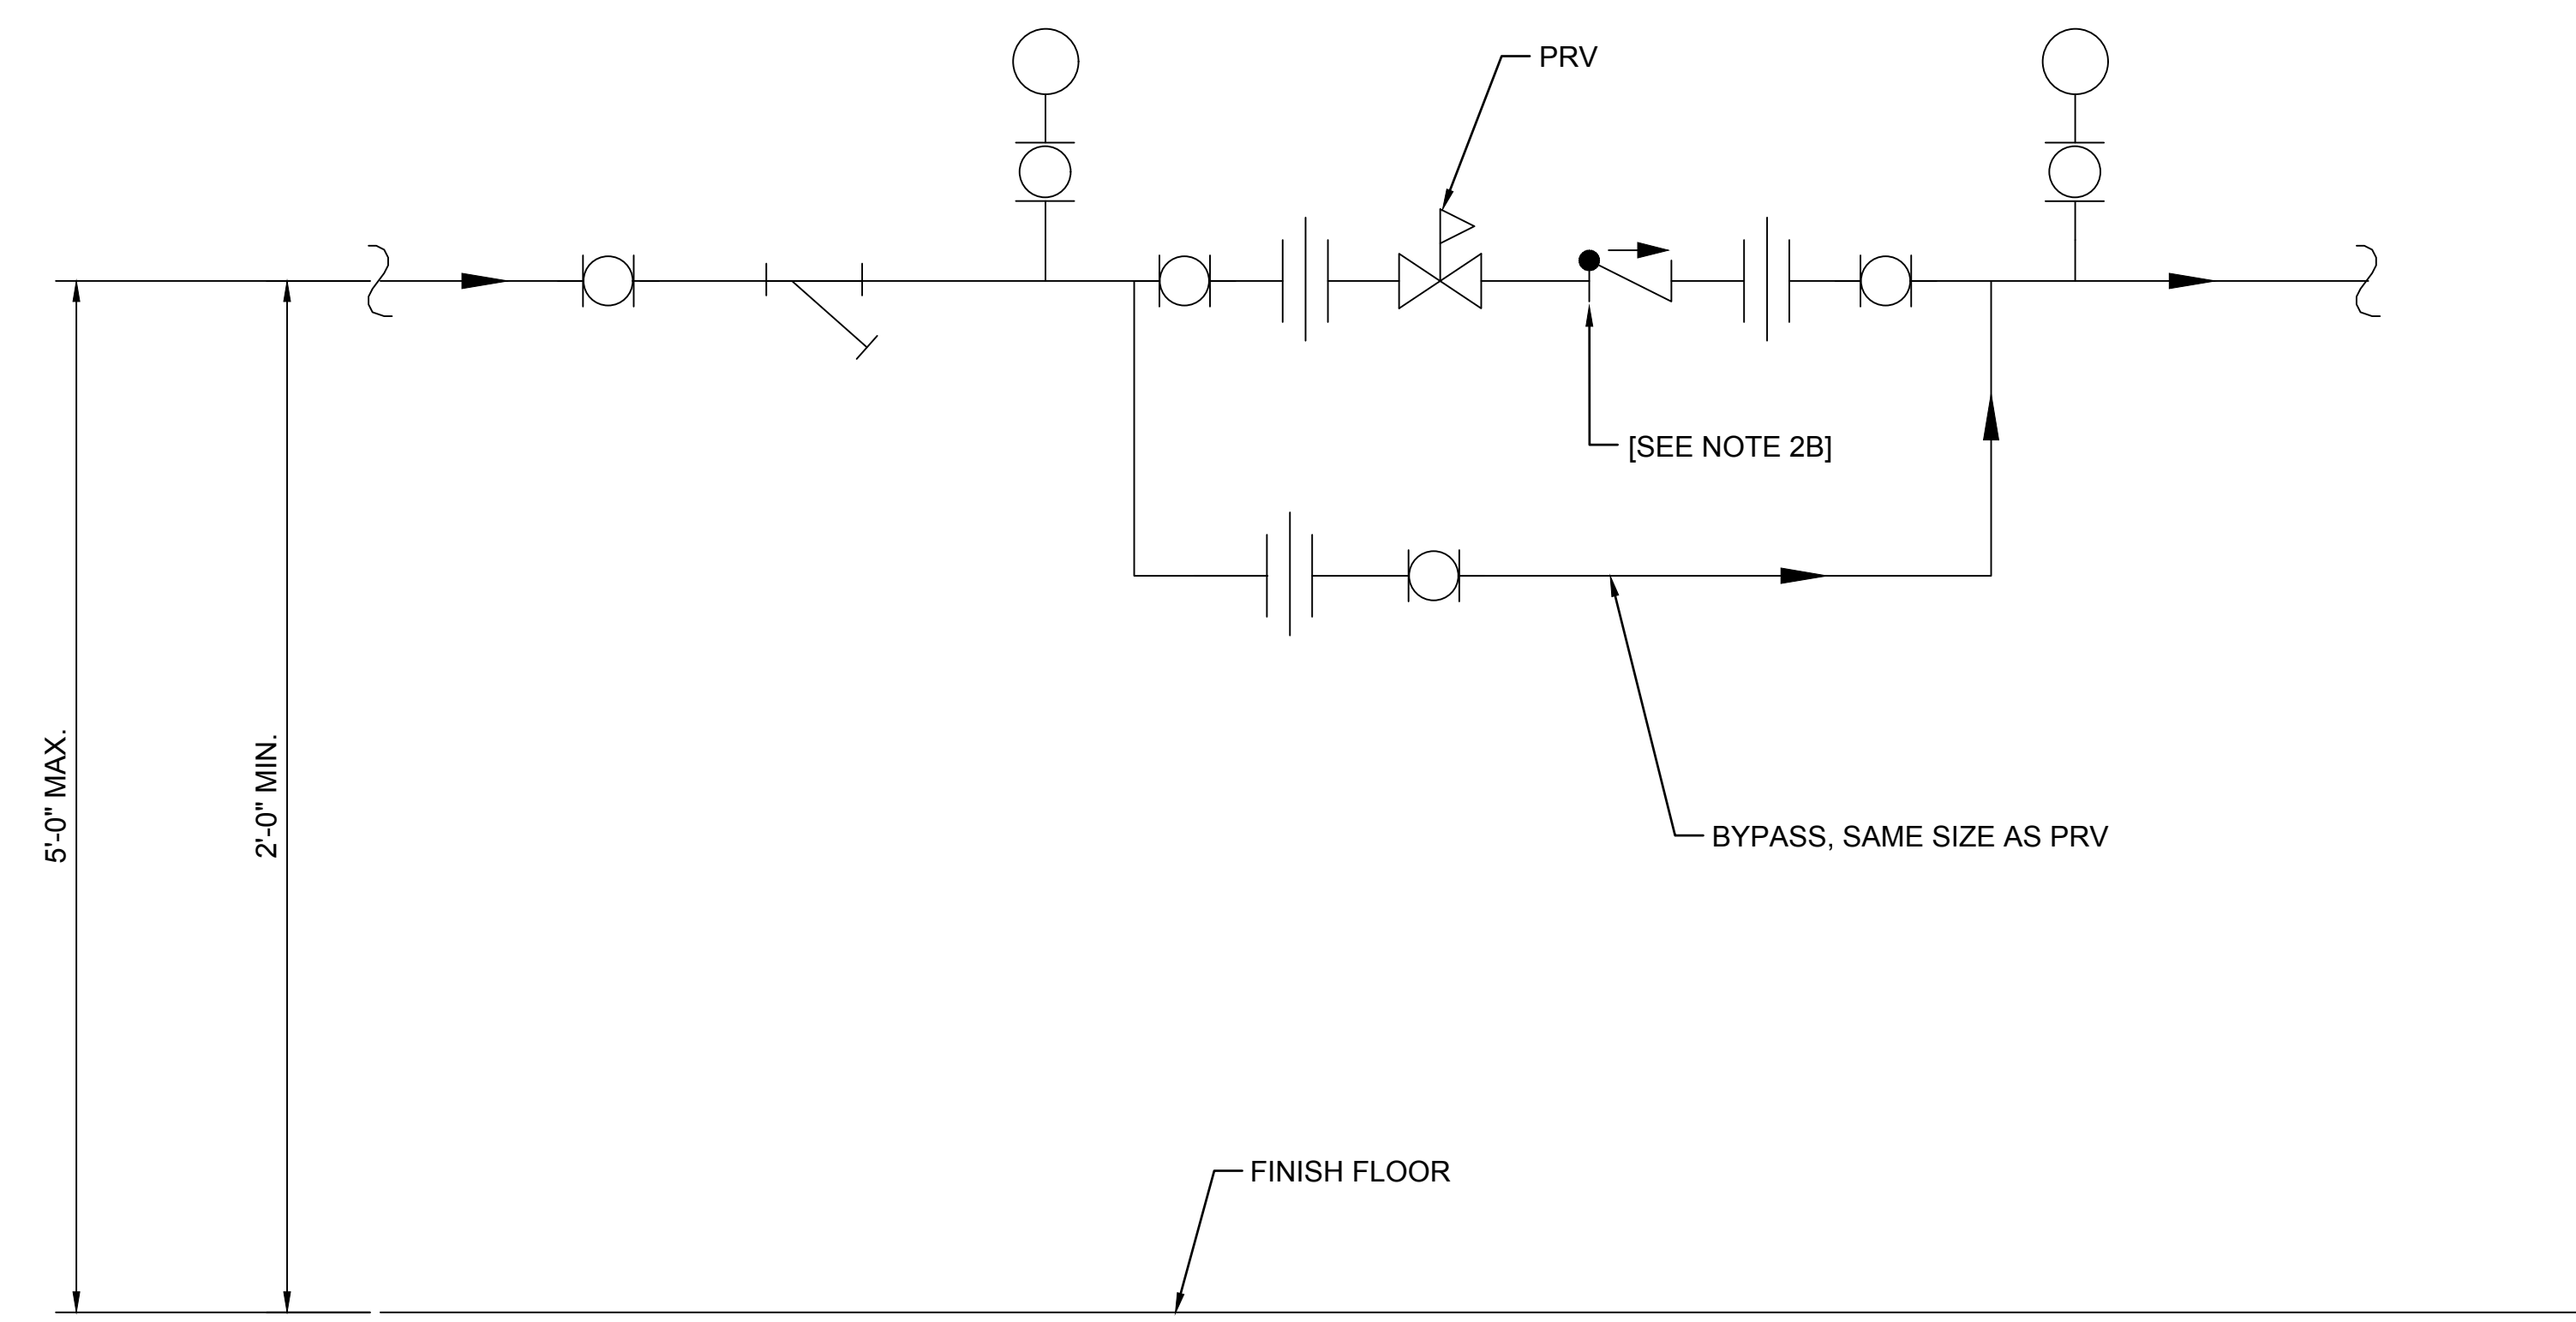 PRV
[SEE NOTE 2B]
5'-0" MAX.
2'-0" MIN.
BYPASS, SAME SIZE AS PRV
FINISH FLOOR